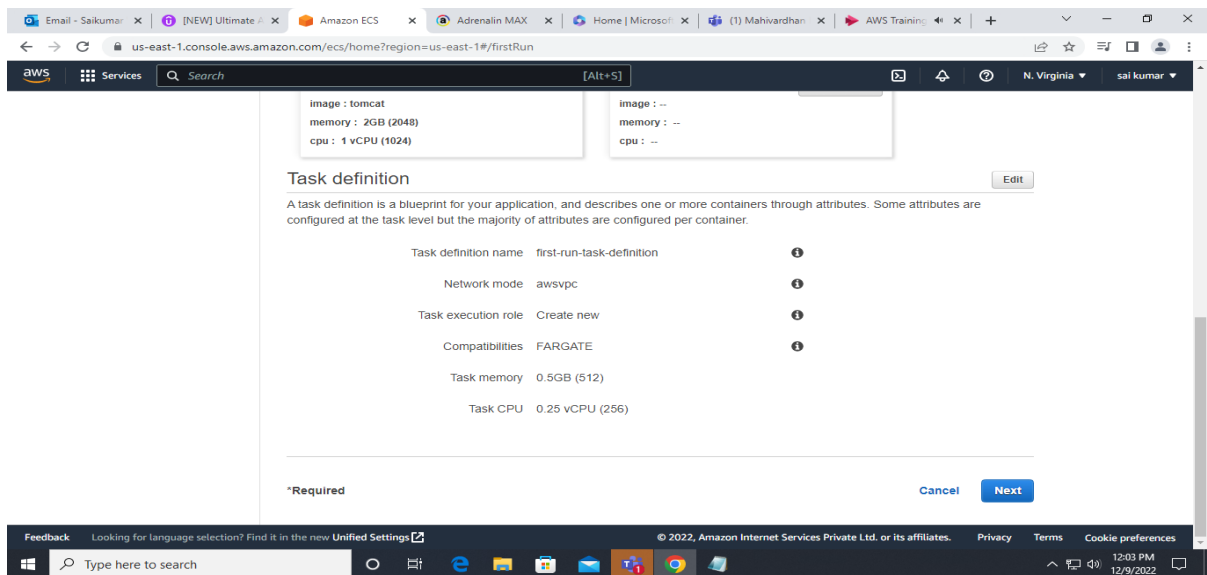 Email - Saikumar
[NEW] Ultimate A
Amazon ECS
Adrenalin MAX
Home | Microsoft
(1) Mahivardhan
AWS Training
us-east-1.console.aws.amazon.com/ecs/home?region=us-east-1#/firstRun
aws
Services
Search
[Alt+S]
N. Virginia
sai kumar
image : tomcat
memory : 2GB (2048)
cpu : 1 vCPU (1024)
image : --
memory : --
cpu : --
Task definition
Edit
A task definition is a blueprint for your application, and describes one or more containers through attributes. Some attributes are
configured at the task level but the majority of attributes are configured per container.
Task definition name first-run-task-definition
Network mode awsvpc
Task execution role Create new
Compatibilities FARGATE
Task memory 0.5GB (512)
Task CPU 0.25 vCPU (256)
*Required
Cancel
Next
Feedback
Looking for language selection? Find it in the new Unified Settings
© 2022, Amazon Internet Services Private Ltd. or its affiliates.
Privacy
Terms
Cookie preferences
Type here to search
12:03 PM
12/9/2022